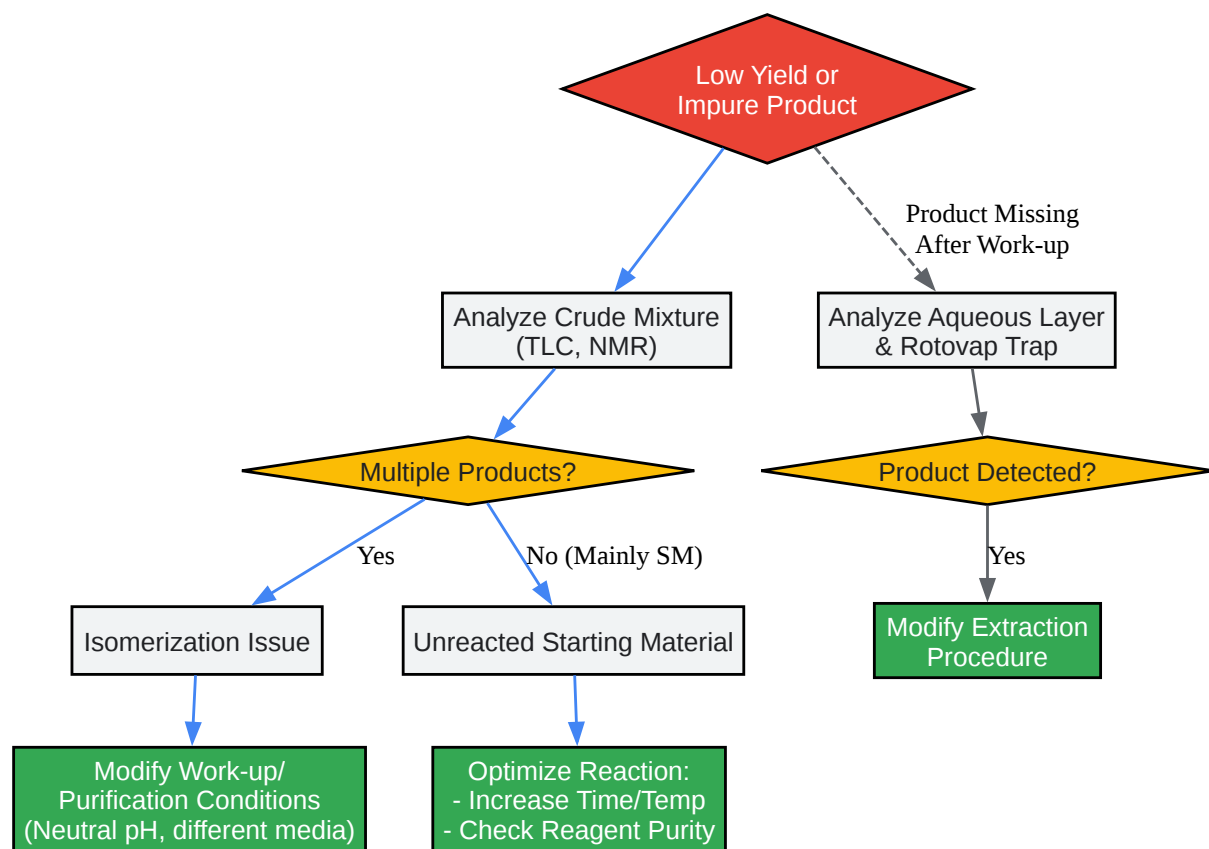 Low Yield or
Impure Product
Product Missing
After Work-up
Analyze Crude Mixture
(TLC, NMR)
Analyze Aqueous Layer
& Rotovap Trap
Multiple Products?
Product Detected?
Yes
No (Mainly SM)
Yes
Isomerization Issue
Unreacted Starting Material
Modify Extraction
Procedure
Modify Work-up/
Purification Conditions
(Neutral pH, different media)
Optimize Reaction:
- Increase Time/Temp
- Check Reagent Purity